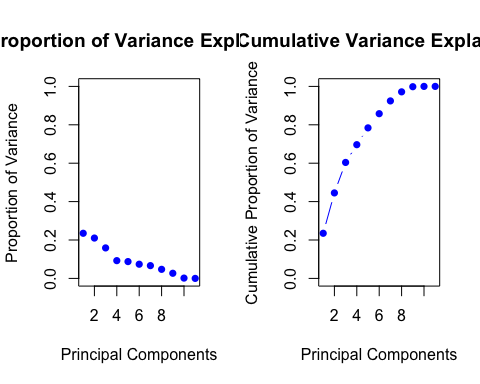 roportion of Variance Expl
Proportion of Variance
0.0 0.2 0.4 0.6 0.8 1.0
2 4 6 8
Principal Components
Cumulative Variance Expla
Cumulative Proportion of Variance
0.0 0.2 0.4 0.6 0.8 1.0
2 4 6 8
Principal Components